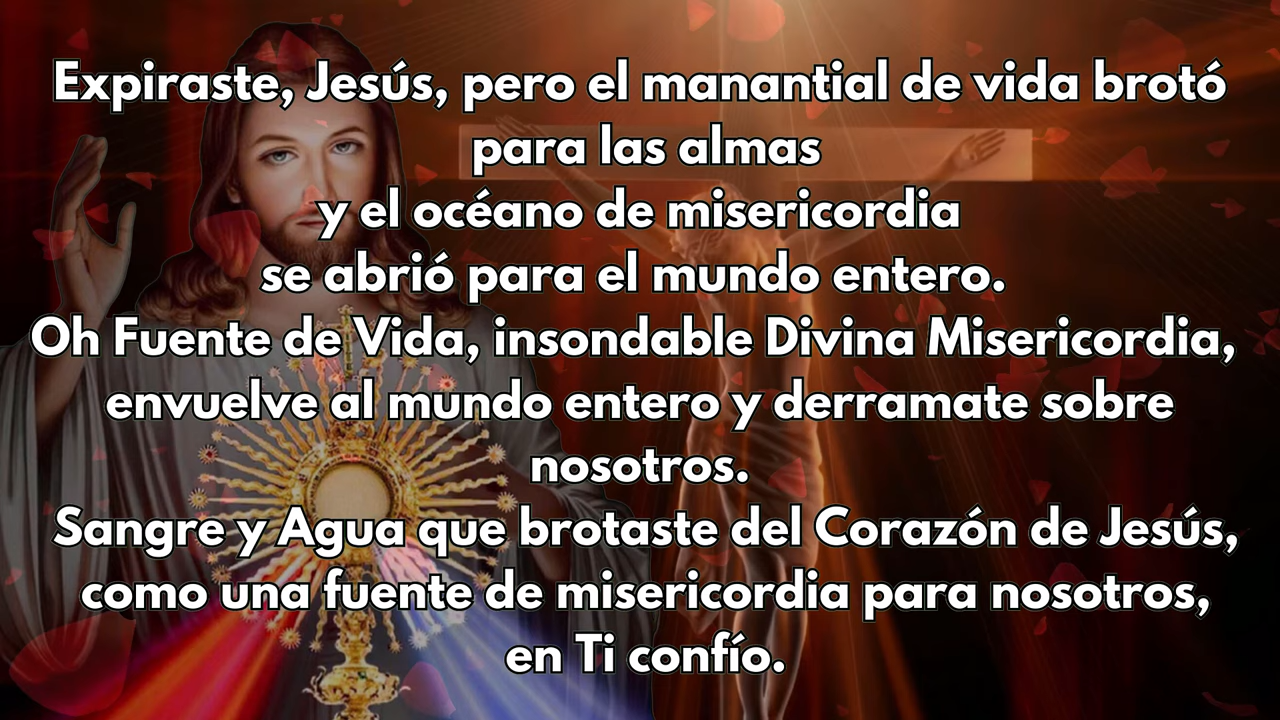 Expiraste, Jesús, pero el manantial de vida brotó
para las almas
y el océano de misericordia
se abrió para el mundo entero.
Oh Fuente de Vida, insondable Divina Misericordia,
envuelve al mundo entero y derramate sobre
nosotros.
Sangre y Agua que brotaste del Corazón de Jesús,
como una fuente de misericordia para nosotros,
en Ti confío.